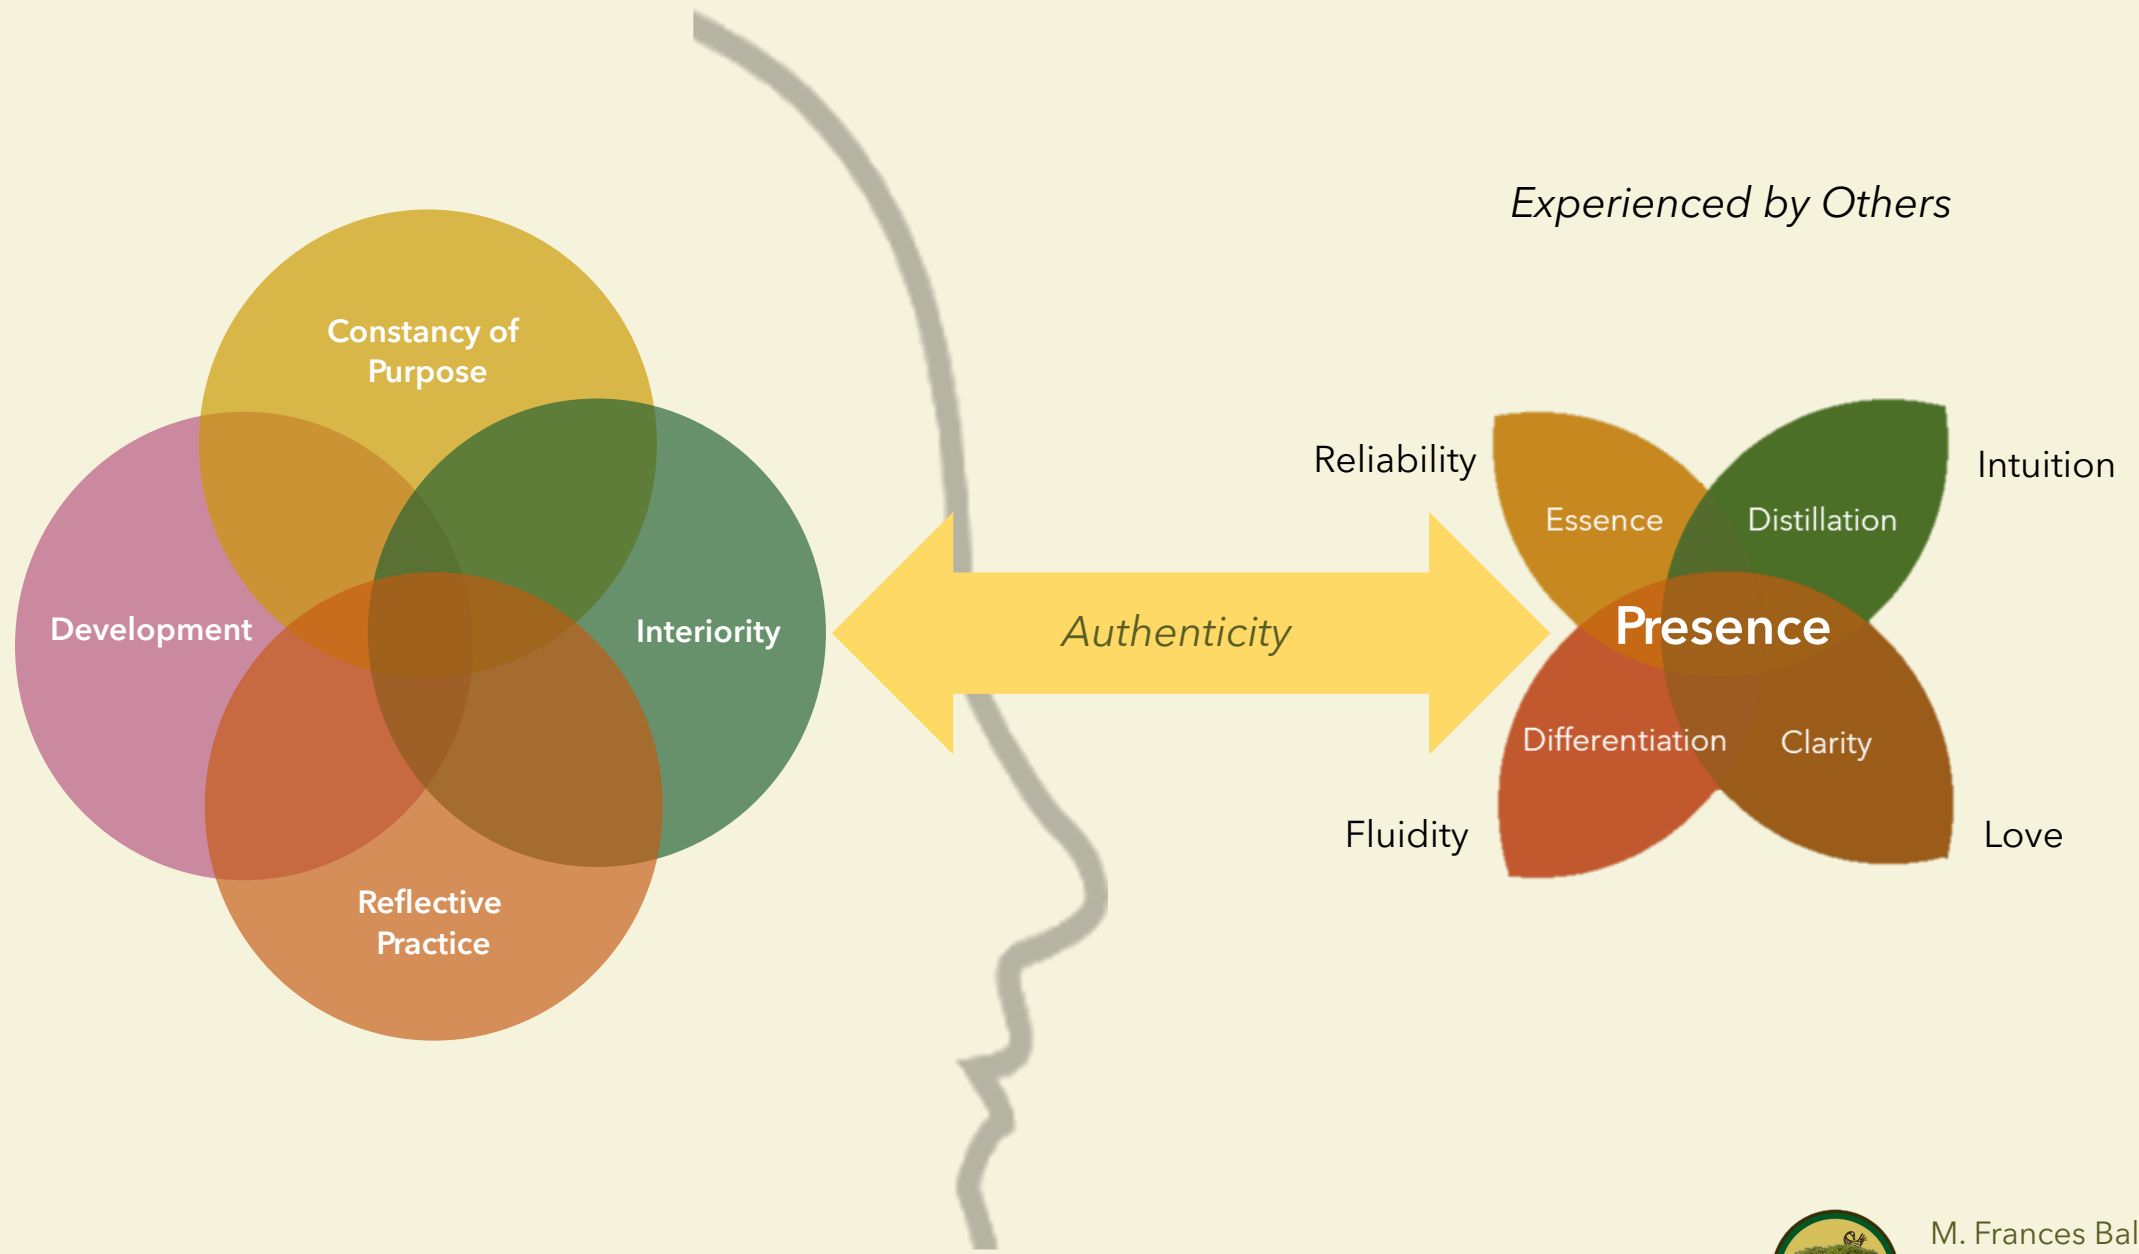 Experienced by Others
Constancy of
Purpose
Development
Interiority
Reflective
Practice
Authenticity
Reliability
Intuition
Essence
Distillation
Presence
Differentiation
Clarity
Fluidity
Love
M. Frances Bal